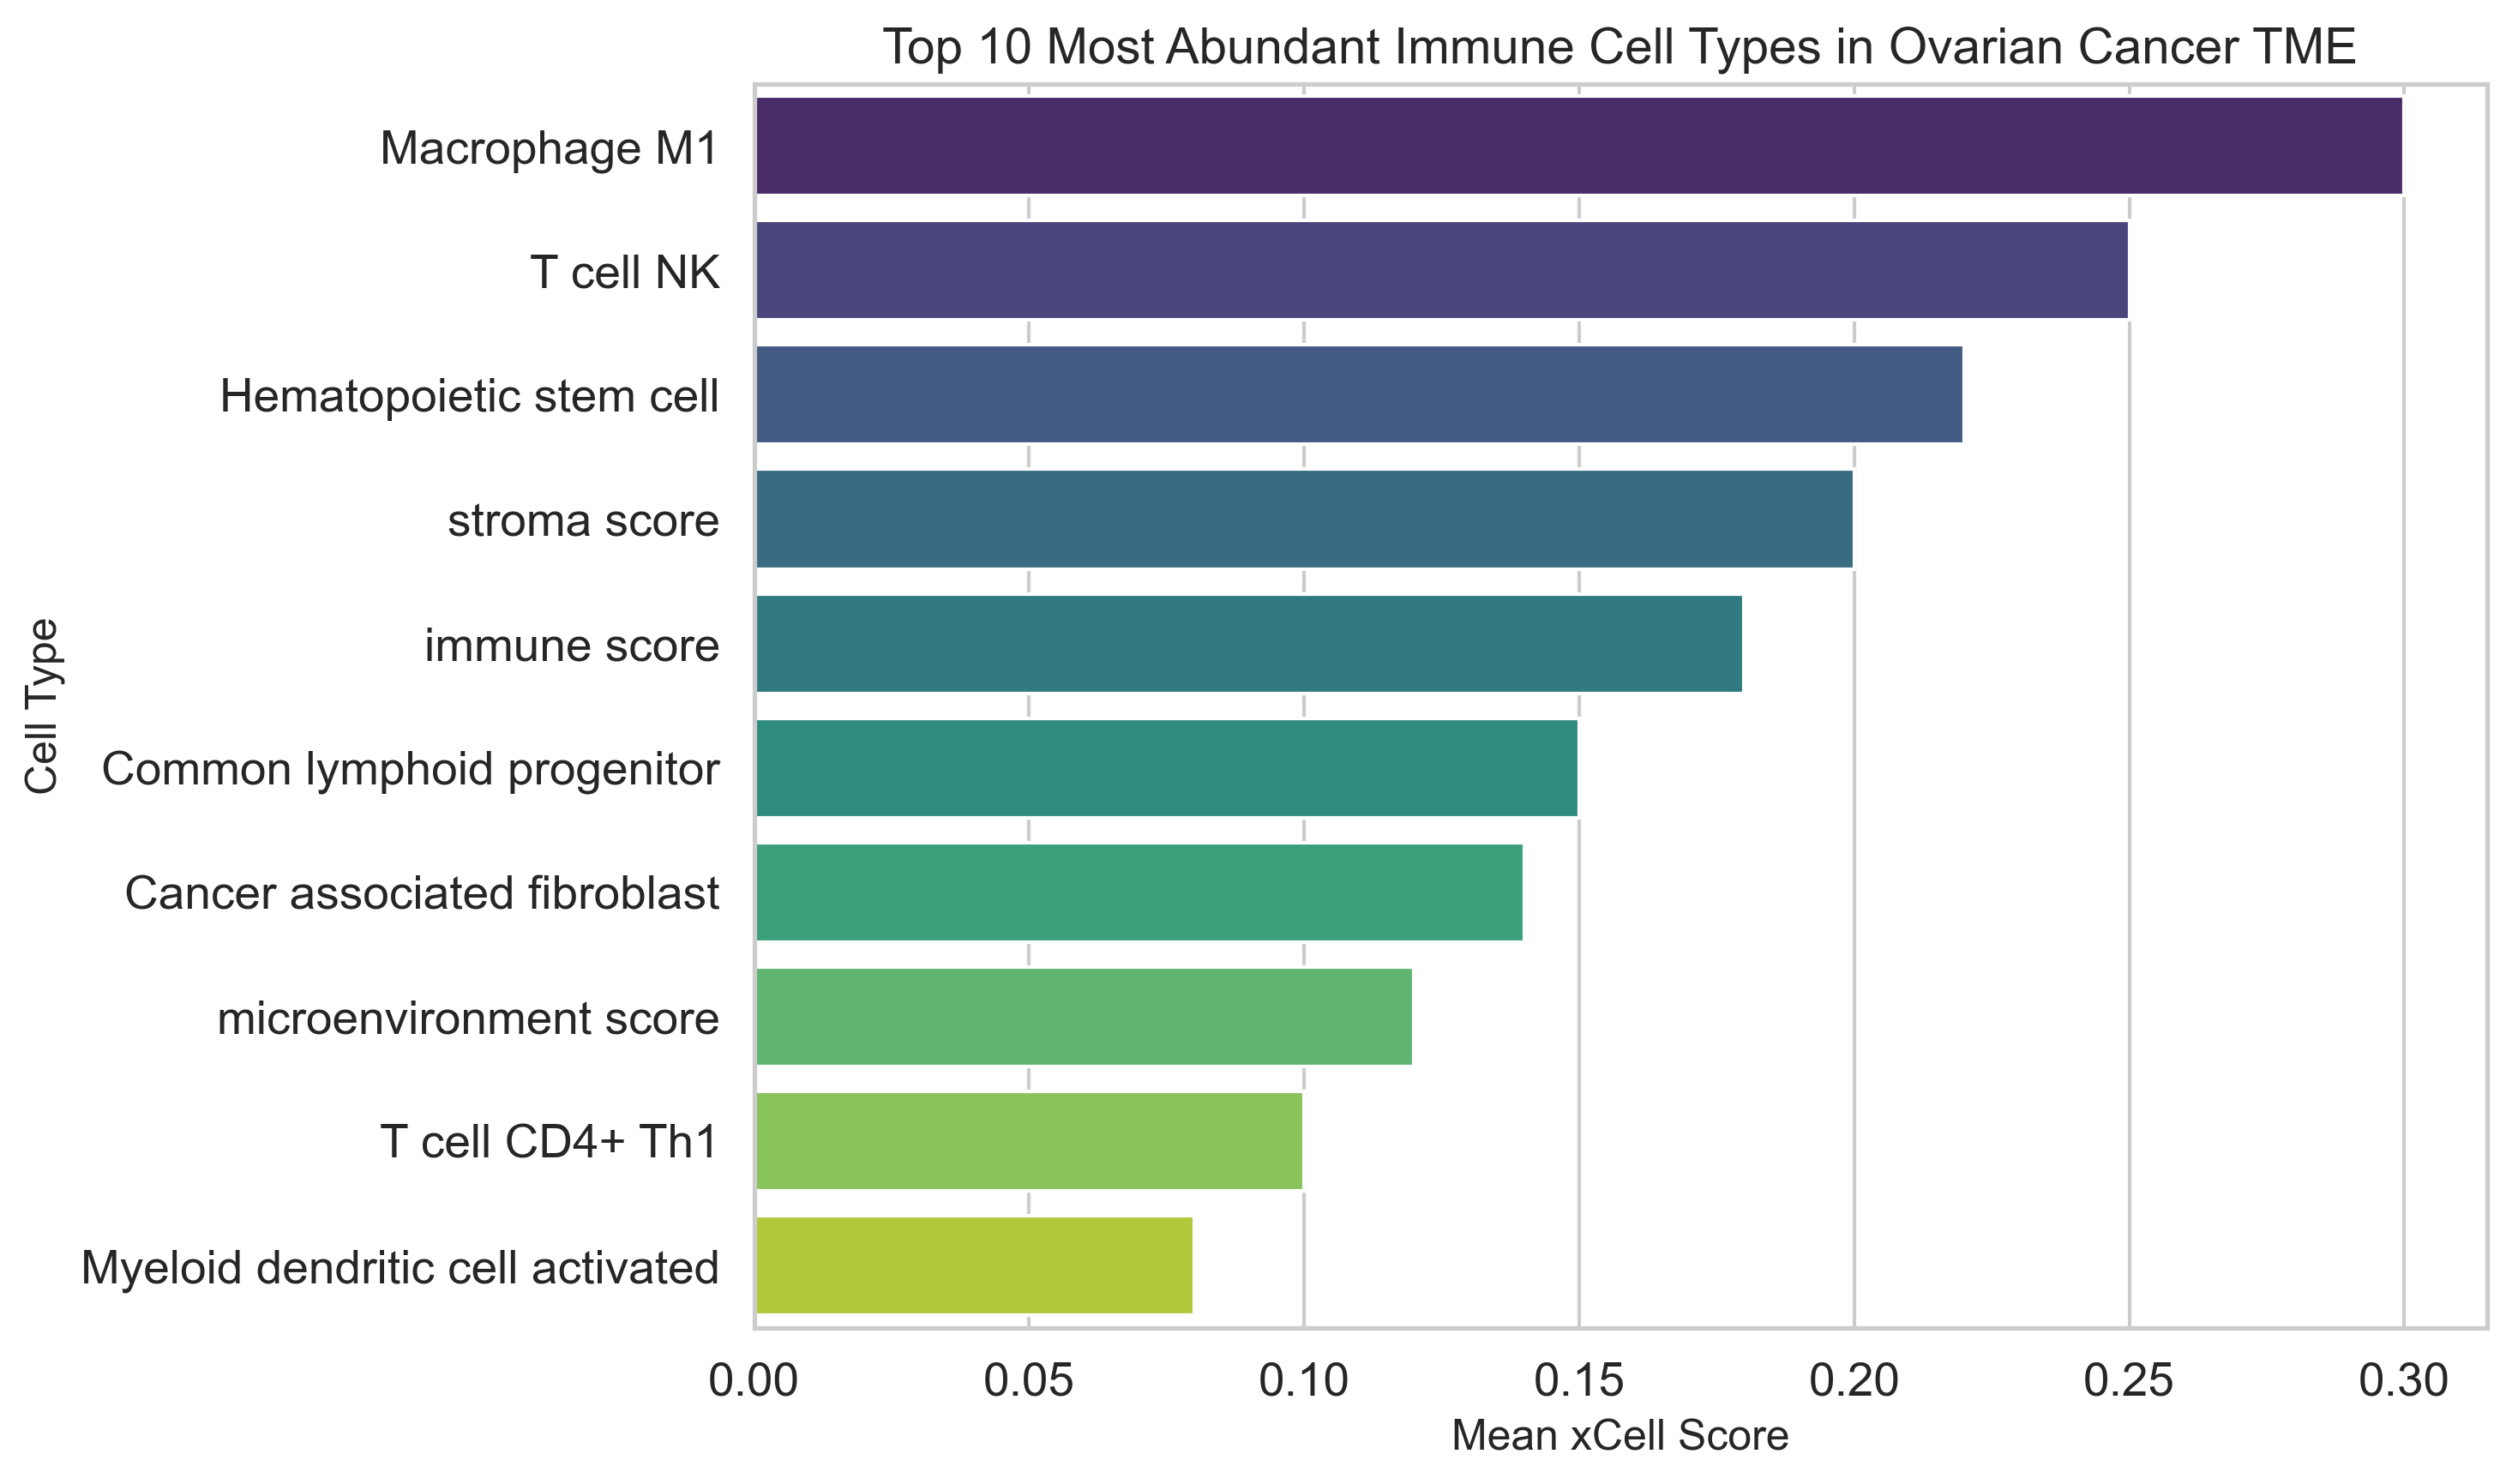 Top 10 Most Abundant Immune Cell Types in Ovarian Cancer TME
Cell Type
Macrophage M1
T cell NK
Hematopoietic stem cell
stroma score
immune score
Common lymphoid progenitor
Cancer associated fibroblast
microenvironment score
T cell CD4+ Th1
Myeloid dendritic cell activated
0.00 0.05 0.10 0.15 0.20 0.25 0.30
Mean xCell Score